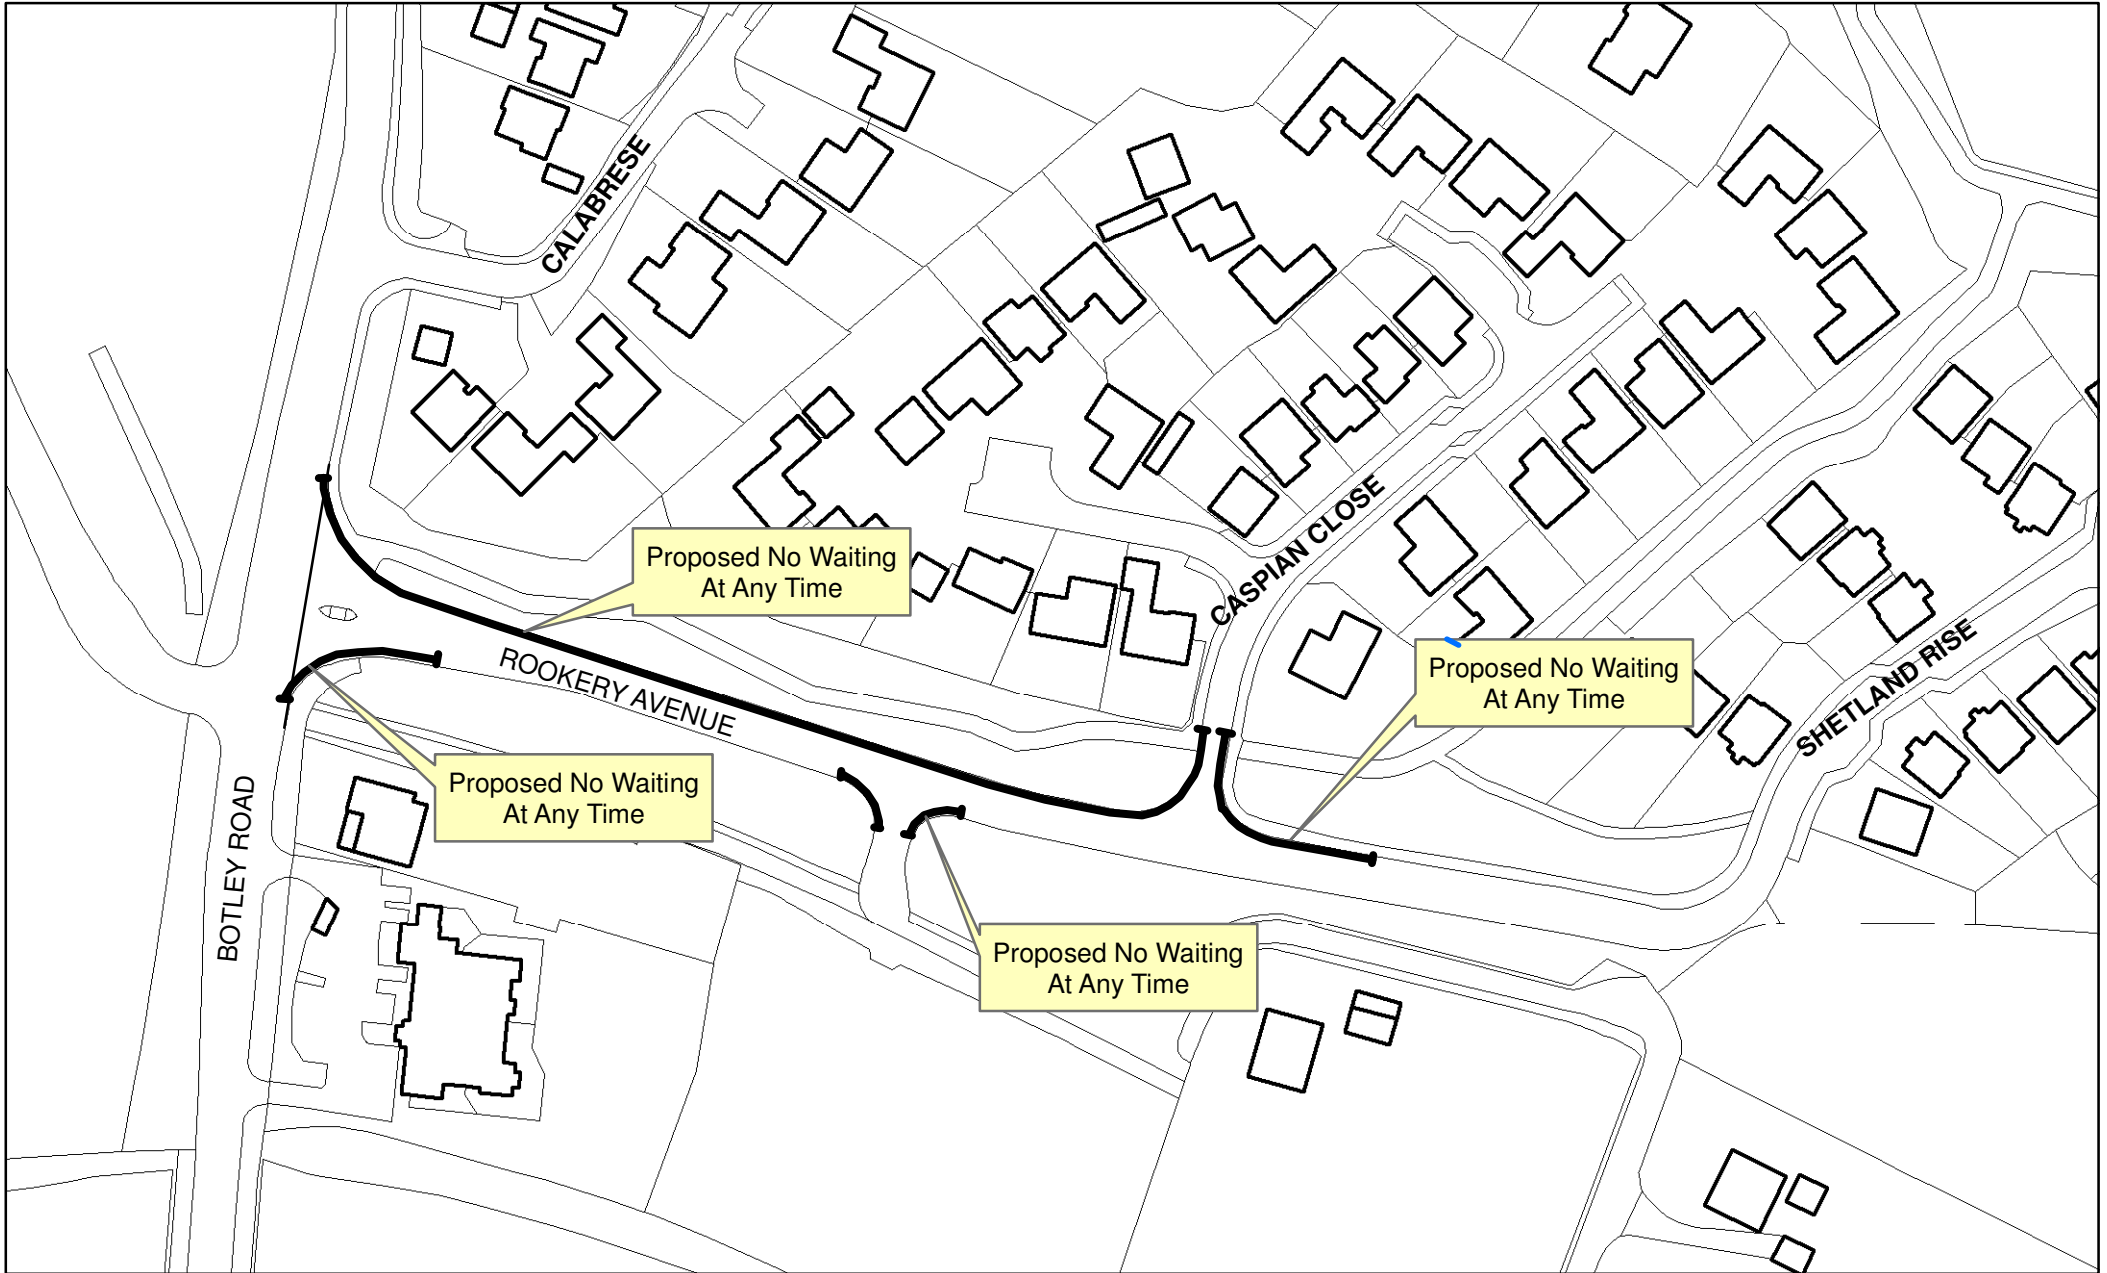 CALABRESE
Proposed No Waiting
At Any Time
CASPIAN CLOSE
ROOKERY AVENUE
Proposed No Waiting
At Any Time
SHETLAND RISE
Proposed No Waiting
At Any Time
BOTLEY ROAD
Proposed No Waiting
At Any Time